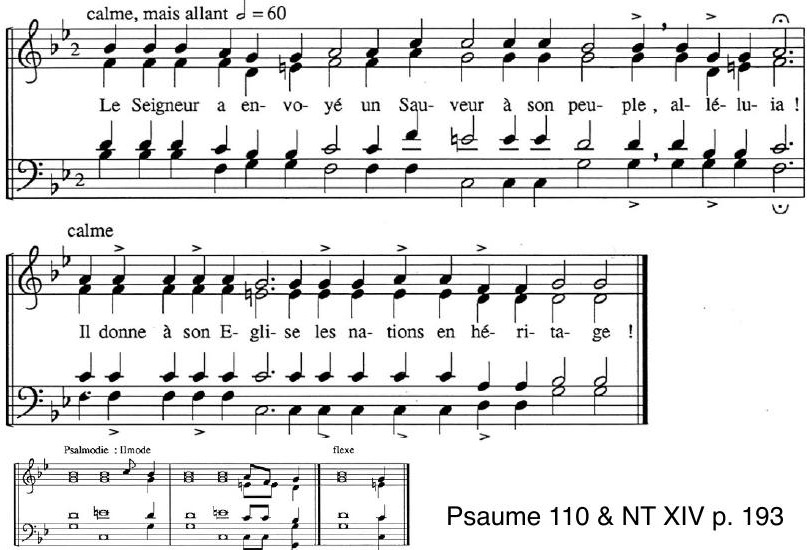 calme, mais allant 𝅗𝅥 = 60
Le Seigneur a en- vo- yé un Sau- veur à son peu- ple , al- lé- lu- ia !
calme
Il donne à son E- gli- se les na- tions en hé- ri- ta- ge !
Psalmodie : IImode flexe
Psaume 110 & NT XIV p. 193